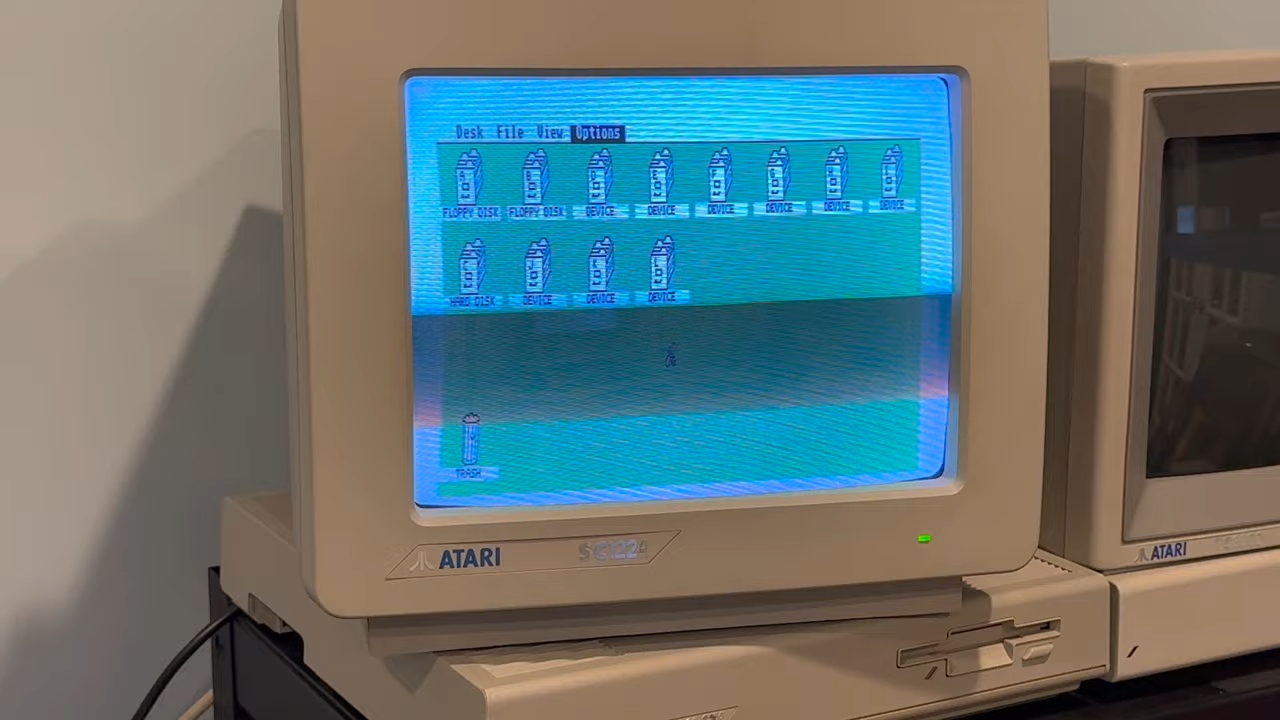 Desk File View Options
FLOPPY DISK FLOPPY DISK DEVICE DEVICE DEVICE DEVICE DEVICE DEVICE
HARD DISK DEVICE DEVICE DEVICE
TRASH
ATARI SC1224
ATARI